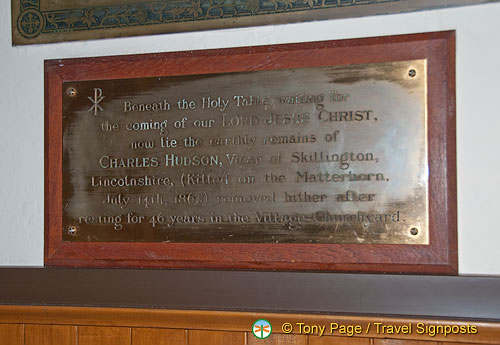 Beneath the Holy Table, waiting for
the coming of our LORD JESUS CHRIST,
now lie the earthly remains of
CHARLES HUDSON, Vicar of Skillington,
Lincolnshire, (Killed on the Matterhorn,
July 14th, 1865,) removed hither after
resting for 46 years in the Village Churchyard.
© Tony Page / Travel Signposts